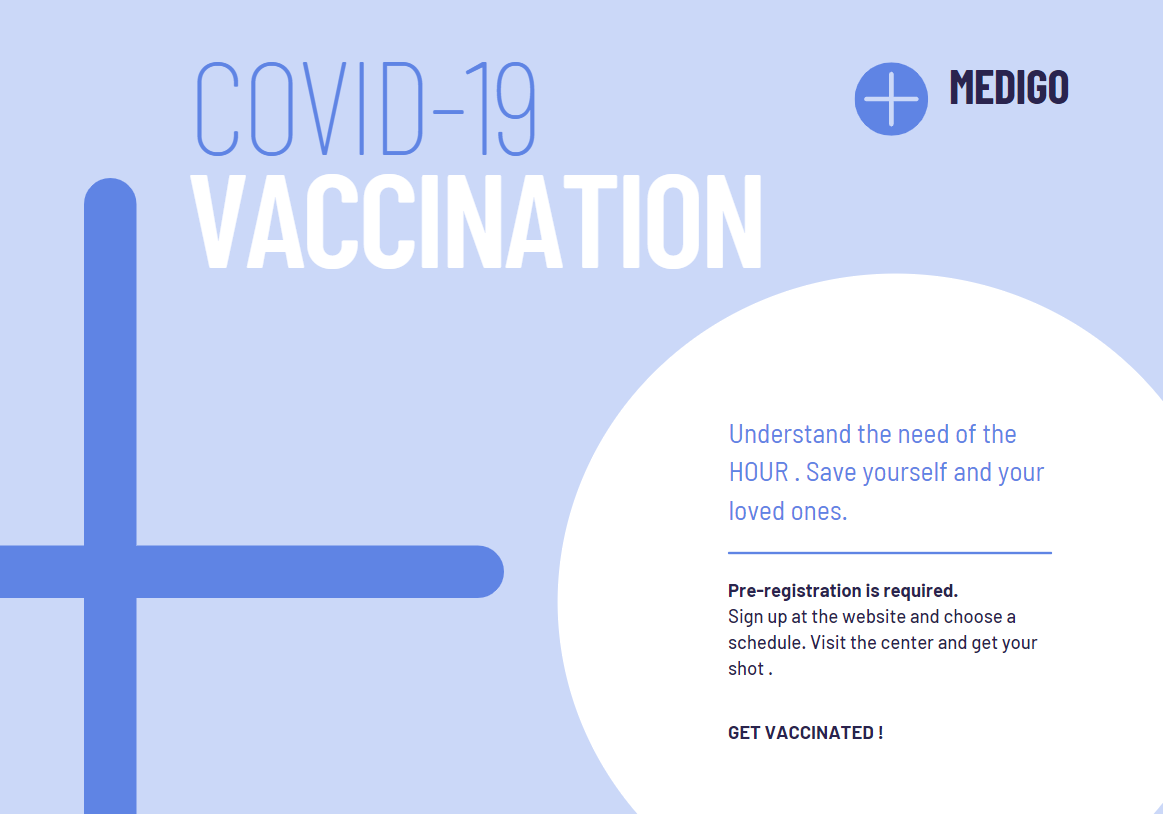 COVID-19
VACCINATION
MEDIGO
Understand the need of the
HOUR . Save yourself and your
loved ones.
Pre-registration is required.
Sign up at the website and choose a
schedule. Visit the center and get your
shot .
GET VACCINATED !